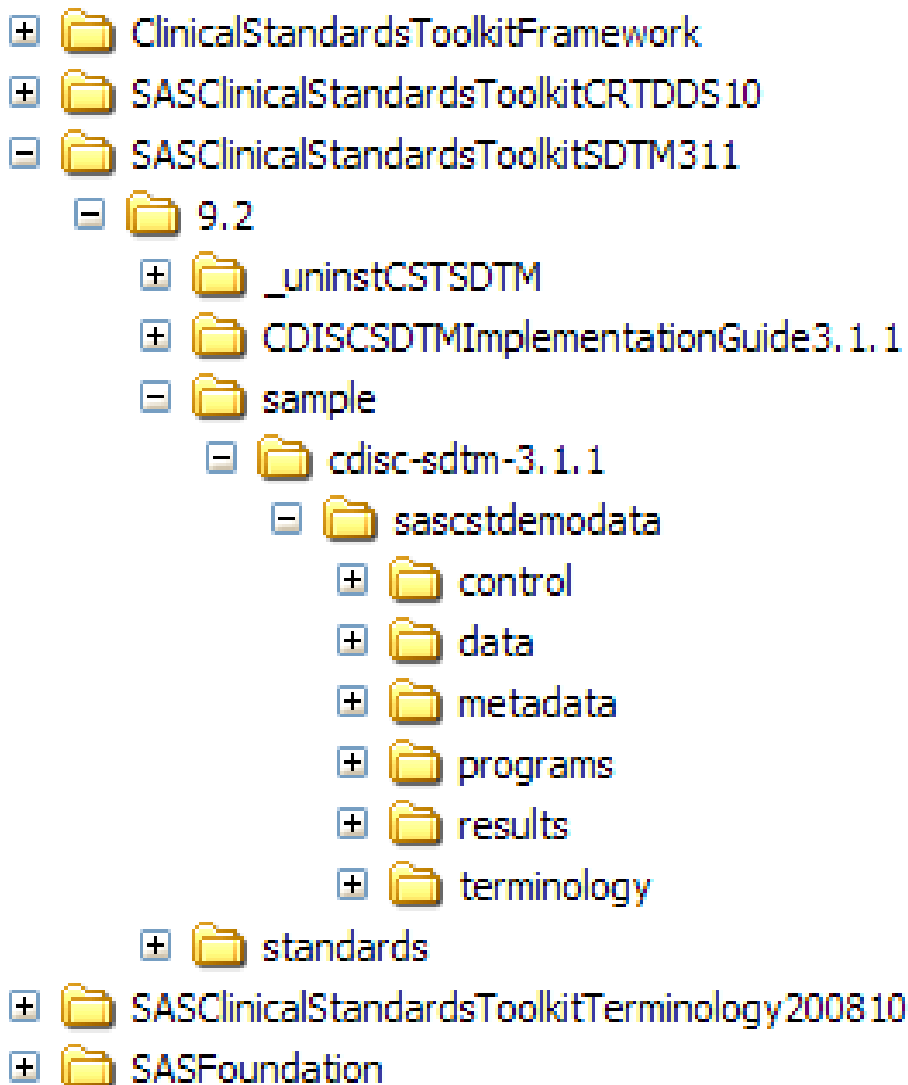 ClinicalStandardsToolkitFramework
SASClinicalStandardsToolkitCRTDDS10
SASClinicalStandardsToolkitSDTM311
9.2
_uninstCSTSDTM
CDISCSDTMImplementationGuide3.1.1
sample
cdisc-sdtm-3.1.1
sascstdemodata
control
data
metadata
programs
results
terminology
standards
SASClinicalStandardsToolkitTerminology200810
SASFoundation